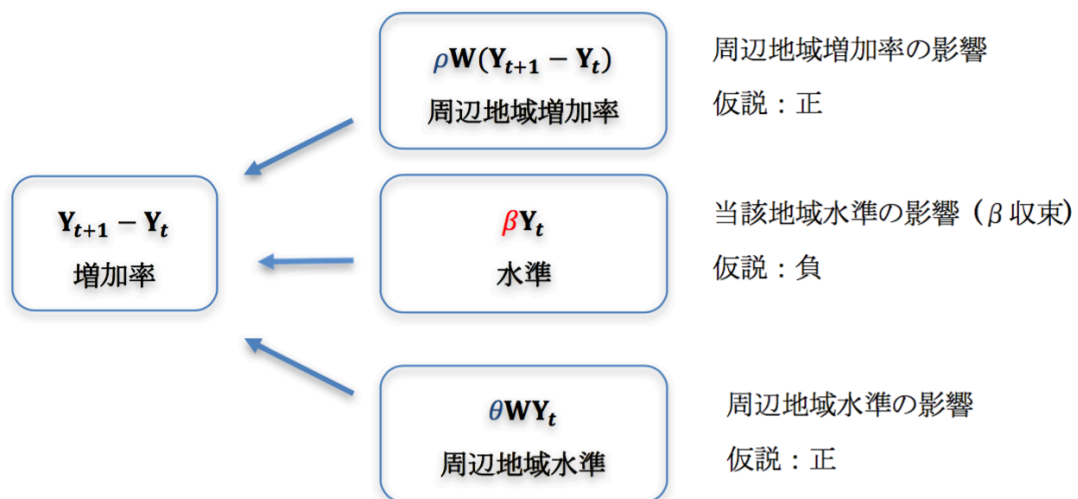 ρW(Y_{t+1} − Y_t)
周辺地域増加率
周辺地域増加率の影響
仮説：正
Y_{t+1} − Y_t
増加率
βY_t
水準
当該地域水準の影響（β収束）
仮説：負
θWY_t
周辺地域水準
周辺地域水準の影響
仮説：正